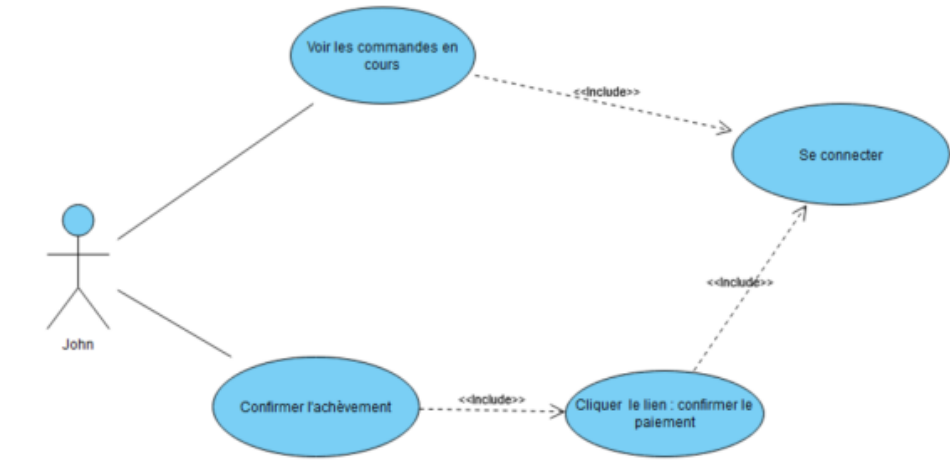 Voir les commandes en
cours
<<Include>>
Se connecter
<<Include>>
John
Confirmer l'achèvement
<<Include>>
Cliquer le lien : confirmer le
paiement